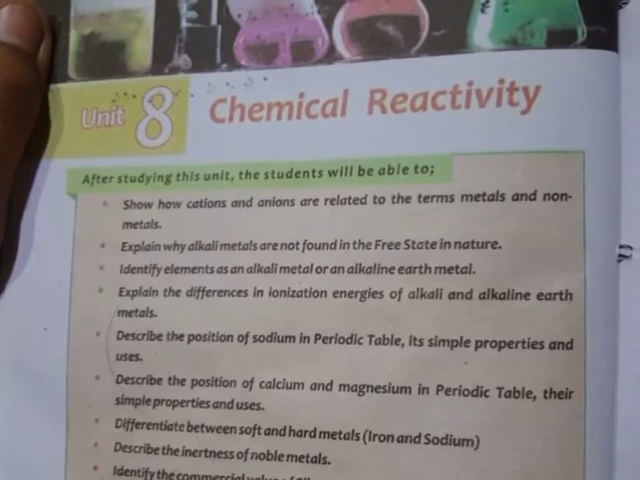 Unit 8 Chemical Reactivity
After studying this unit, the students will be able to;
Show how cations and anions are related to the terms metals and non-
metals.
Explain why alkali metals are not found in the Free State in nature.
Identify elements as an alkali metal or an alkaline earth metal.
Explain the differences in ionization energies of alkali and alkaline earth
metals.
Describe the position of sodium in Periodic Table, its simple properties and
uses.
Describe the position of calcium and magnesium in Periodic Table, their
simple properties and uses.
Differentiate between soft and hard metals (Iron and Sodium)
Describe the inertness of noble metals.
Identify the commercial value of